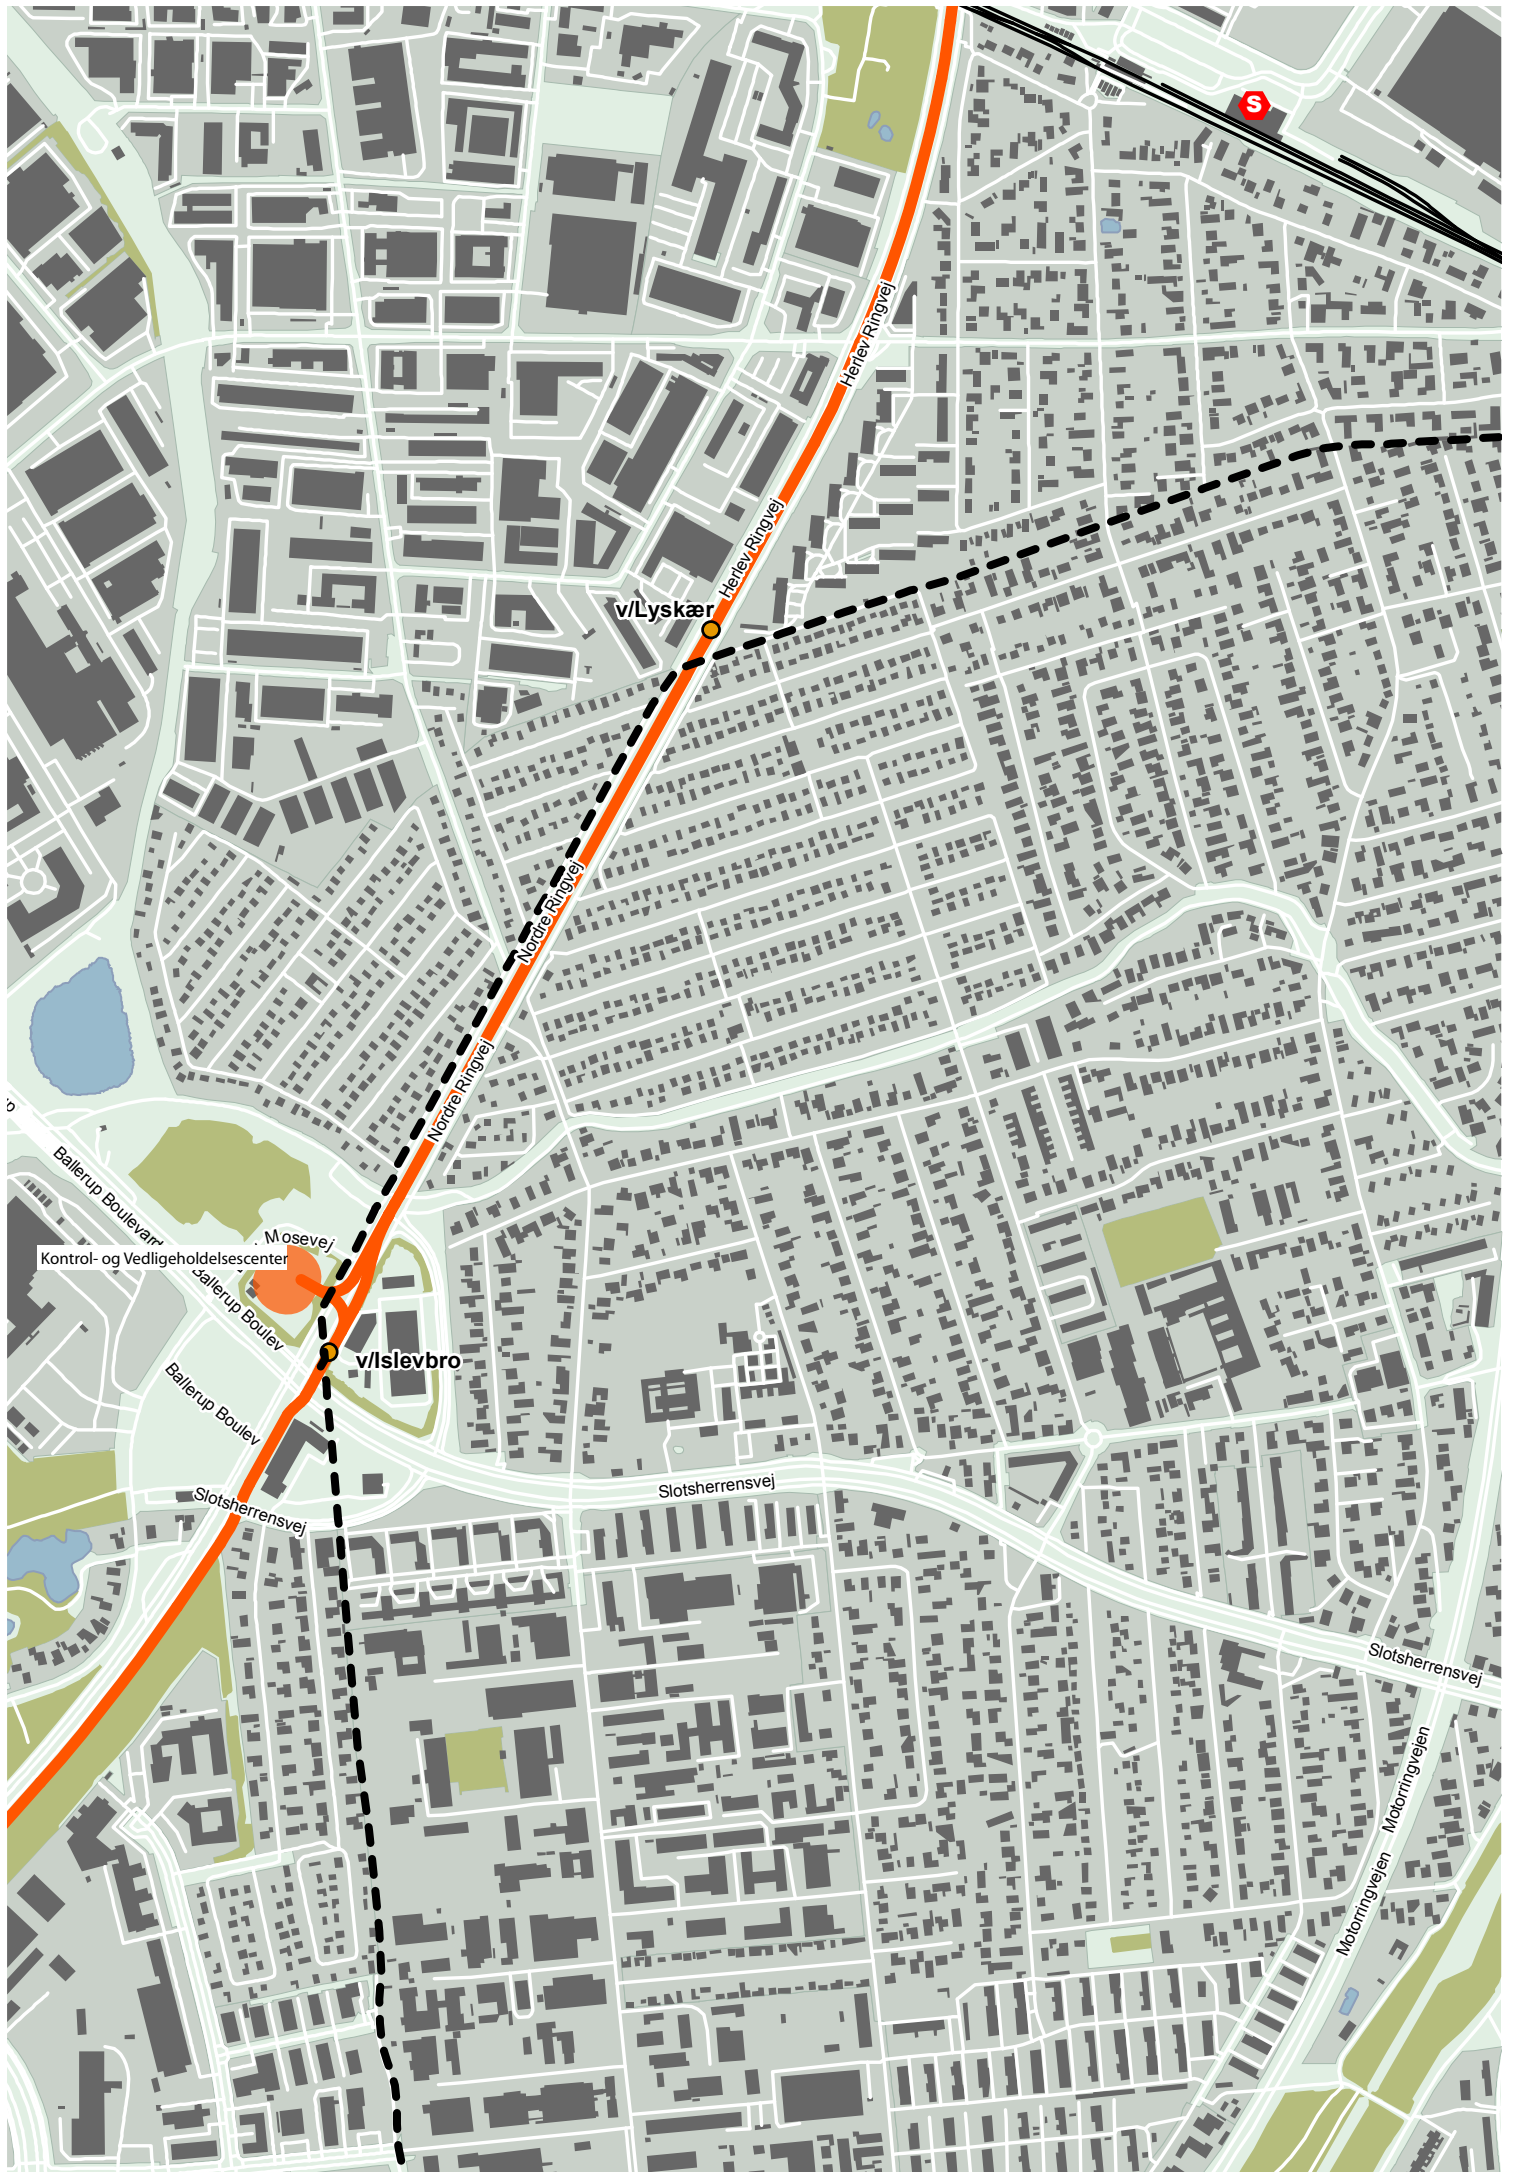 S
Herlev Ringvej
Herlev Ringvej
v/Lyskær
Nordre Ringvej
Nordre Ringvej
Ballerup Boulevard
Mosevej
Kontrol- og Vedligeholdelsescenter
Ballerup Boulev
v/Islevbro
Ballerup Boulev
Slotsherrensvej
Slotsherrensvej
Slotsherrensvej
Motorringvejen
Motorringvejen